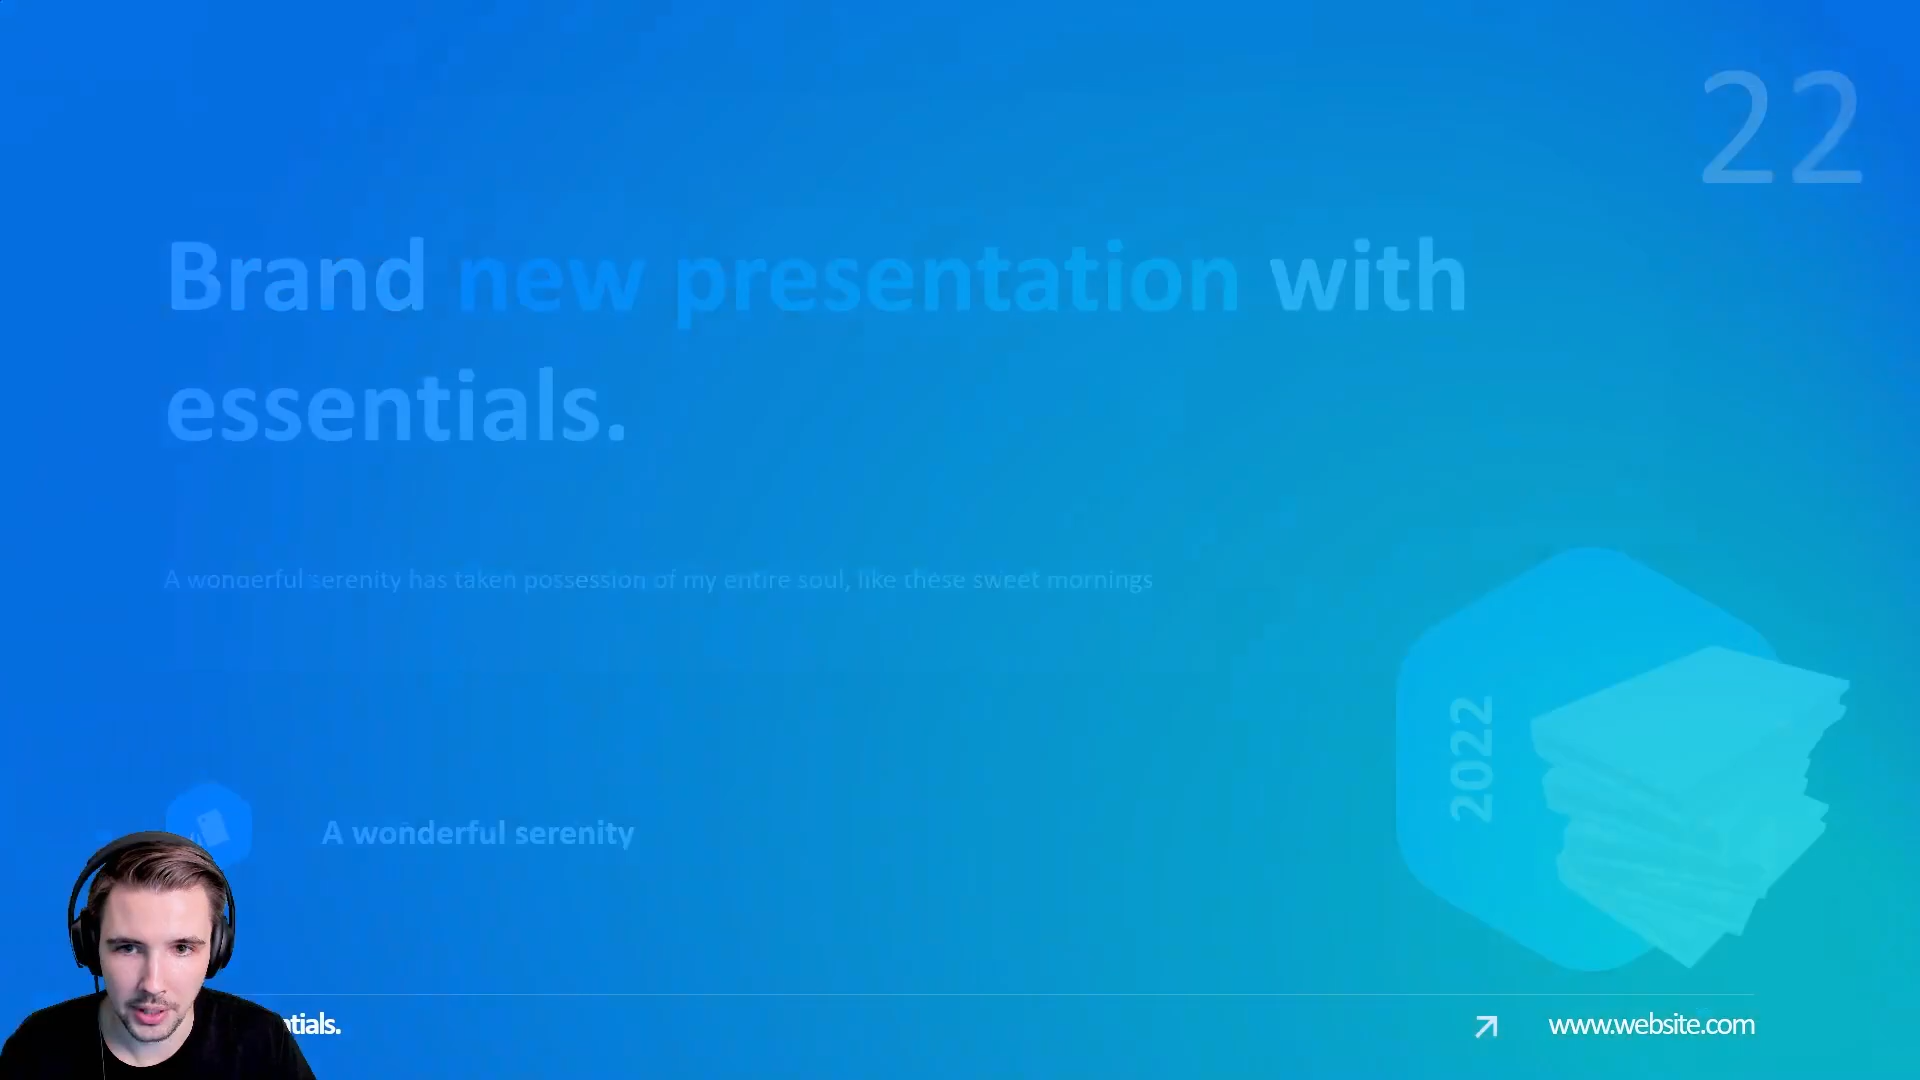 22
Brand new presentation with
essentials.
A wonderful serenity has taken possession of my entire soul, like these sweet mornings
2022
A wonderful serenity
www.website.com